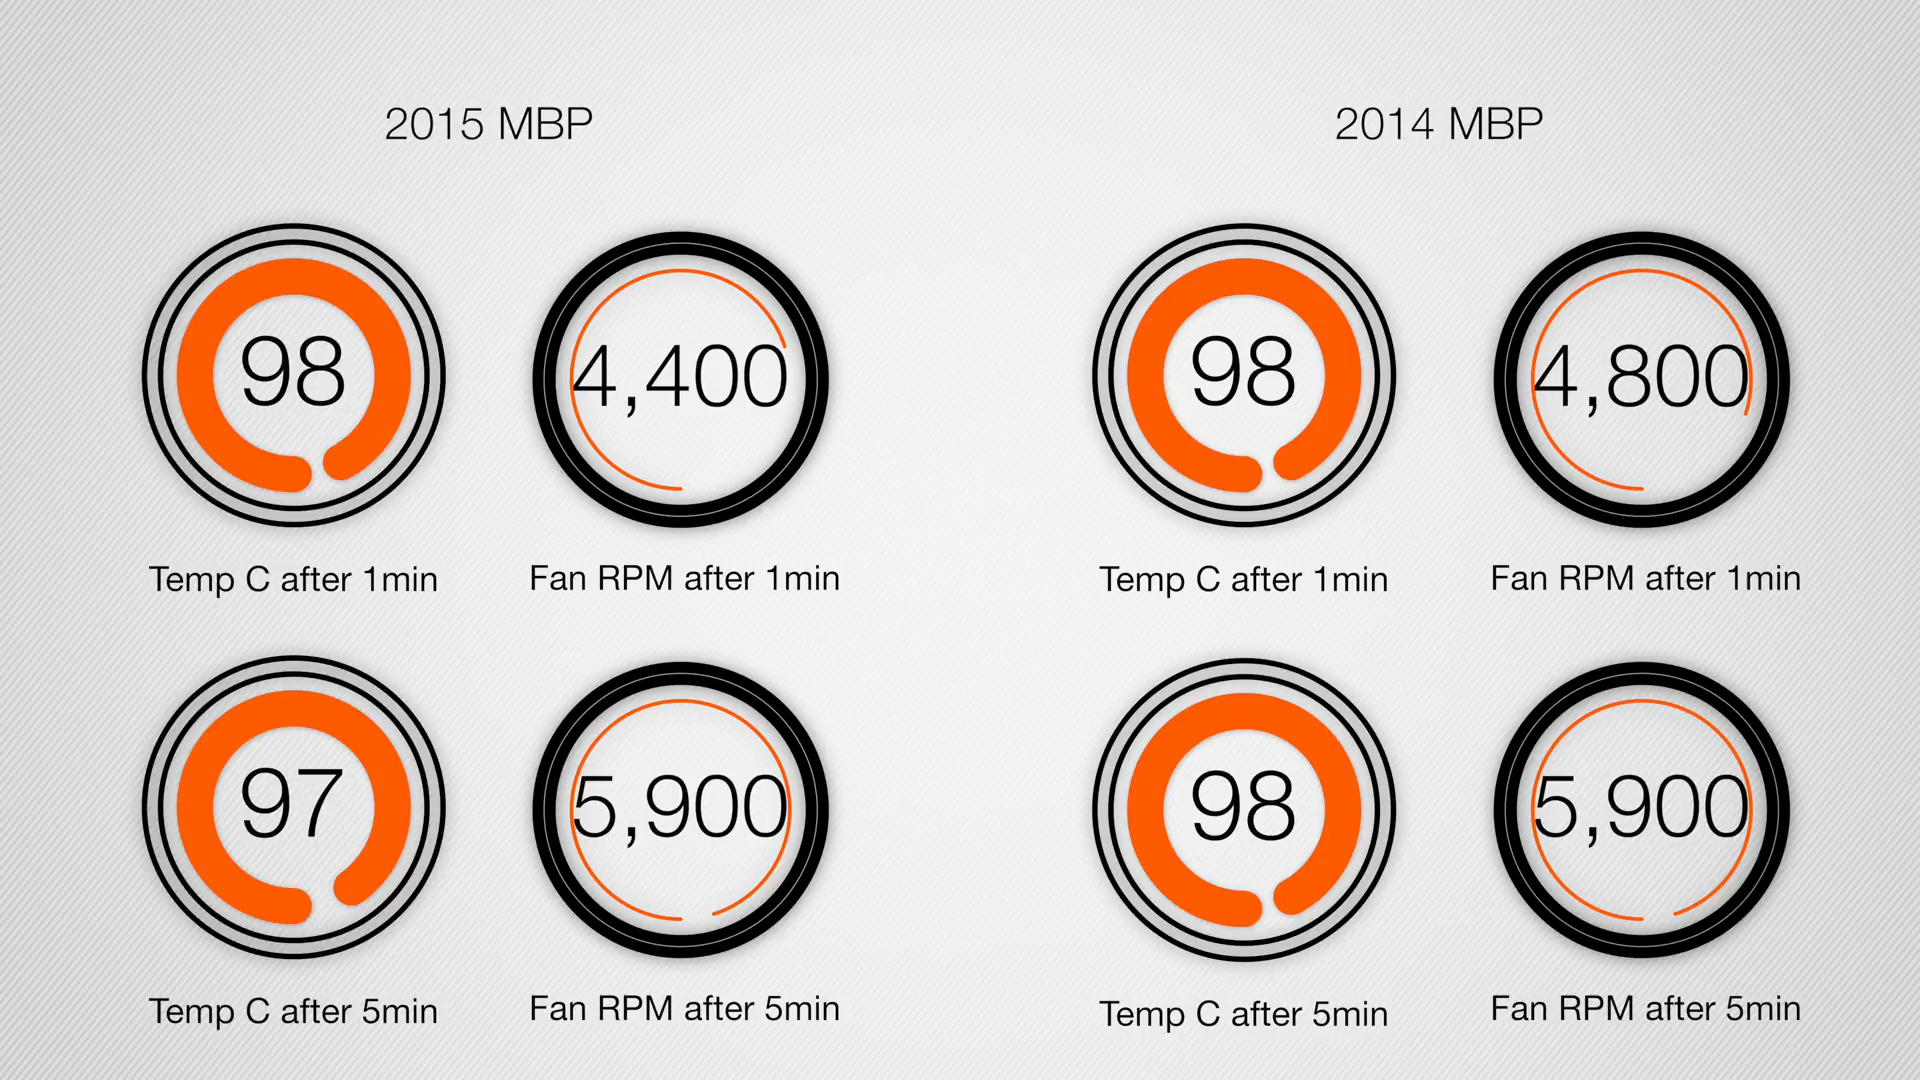 2015 MBP
2014 MBP
98
4,400
98
4,800
Temp C after 1min
Fan RPM after 1min
Temp C after 1min
Fan RPM after 1min
97
5,900
98
5,900
Temp C after 5min
Fan RPM after 5min
Temp C after 5min
Fan RPM after 5min